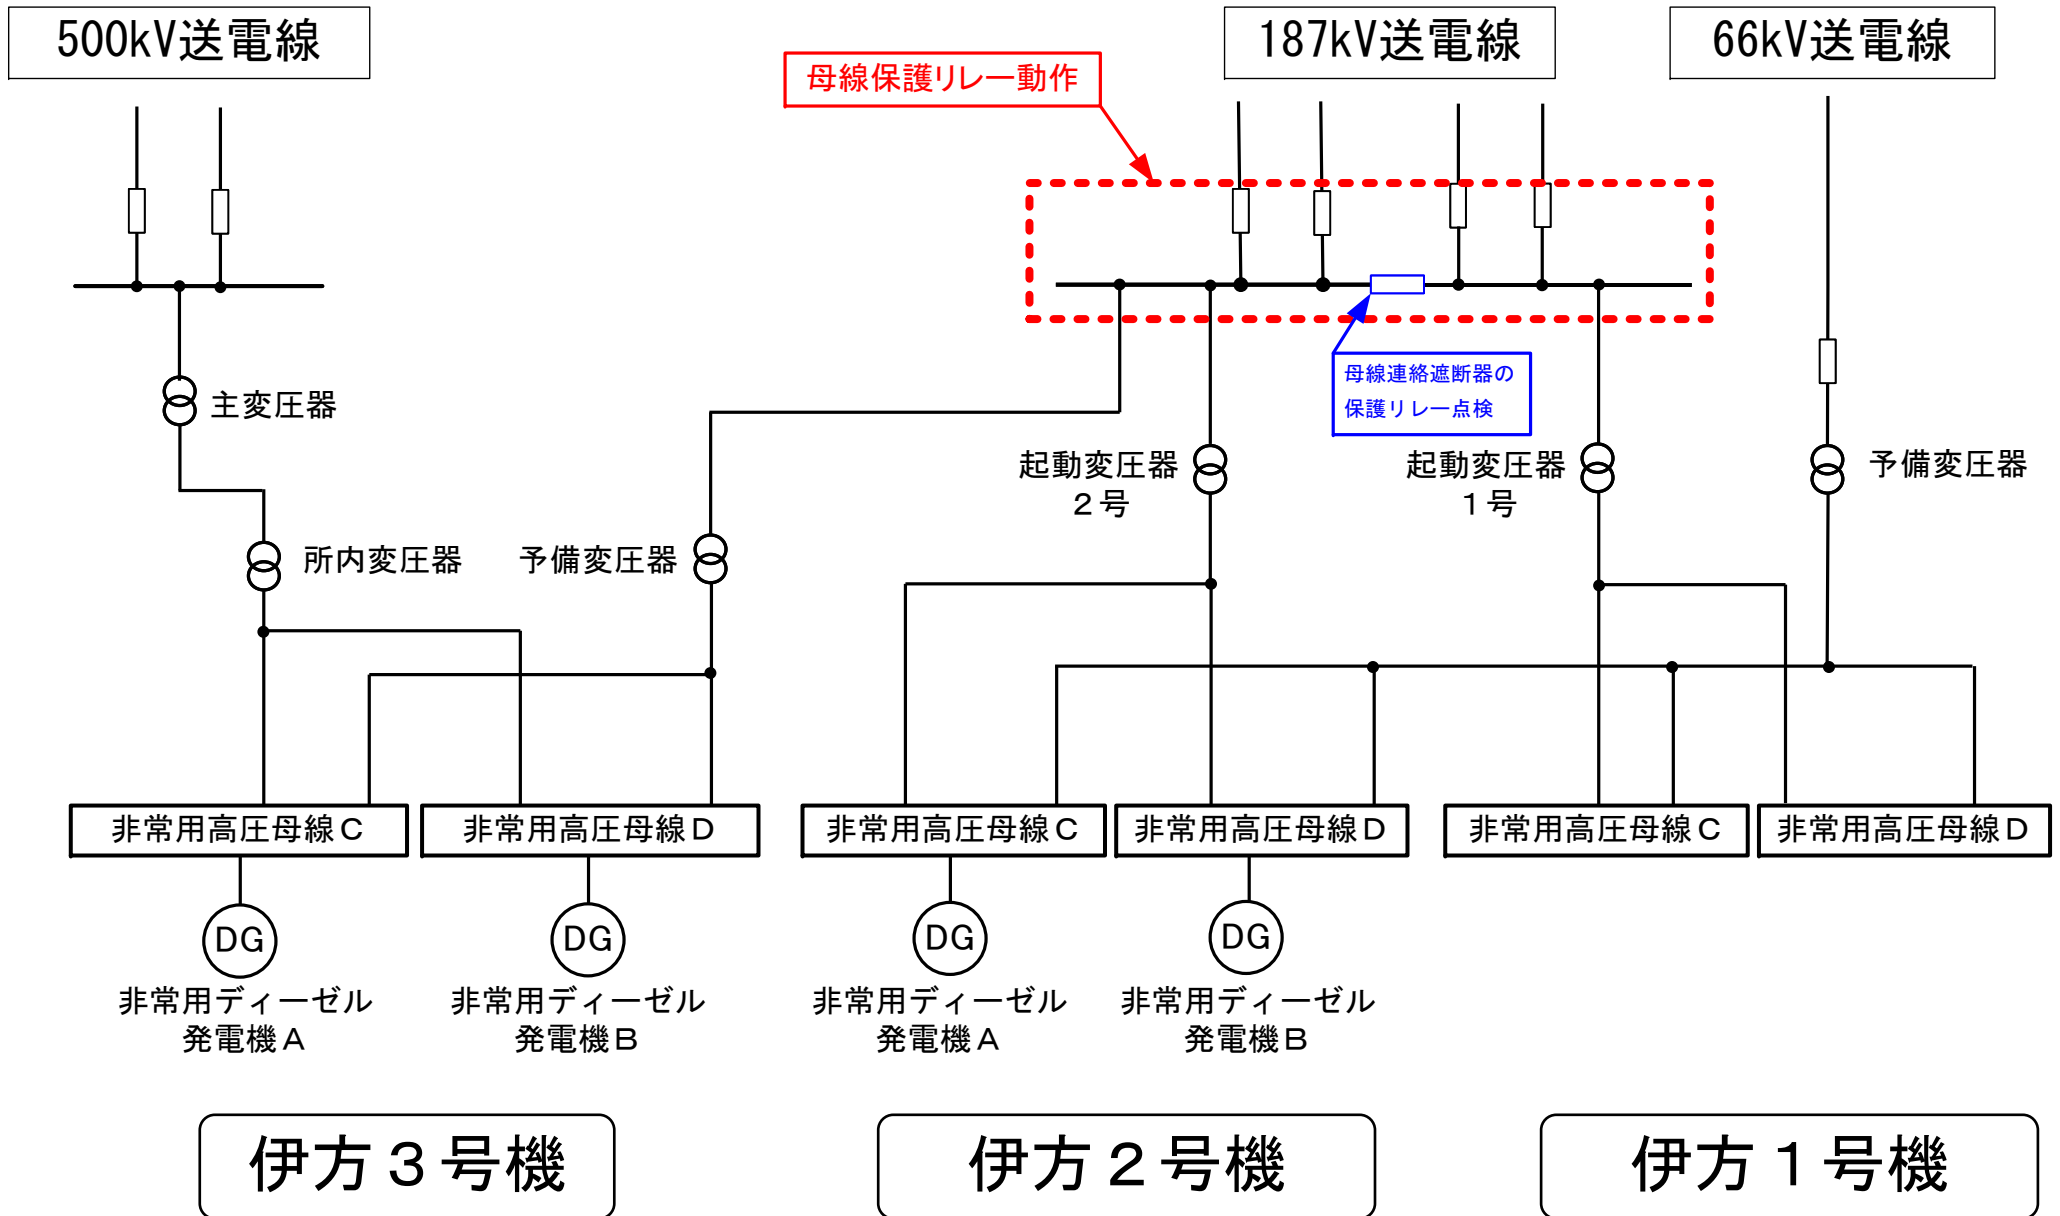 500kV送電線
187kV送電線
66kV送電線
母線保護リレー動作
母線連絡遮断器の
保護リレー点検
主変圧器
起動変圧器
２号
起動変圧器
１号
予備変圧器
所内変圧器
予備変圧器
非常用高圧母線Ｃ
非常用高圧母線Ｄ
非常用高圧母線Ｃ
非常用高圧母線Ｄ
非常用高圧母線Ｃ
非常用高圧母線Ｄ
DG
DG
DG
DG
非常用ディーゼル
発電機Ａ
非常用ディーゼル
発電機Ｂ
非常用ディーゼル
発電機Ａ
非常用ディーゼル
発電機Ｂ
伊方３号機
伊方２号機
伊方１号機